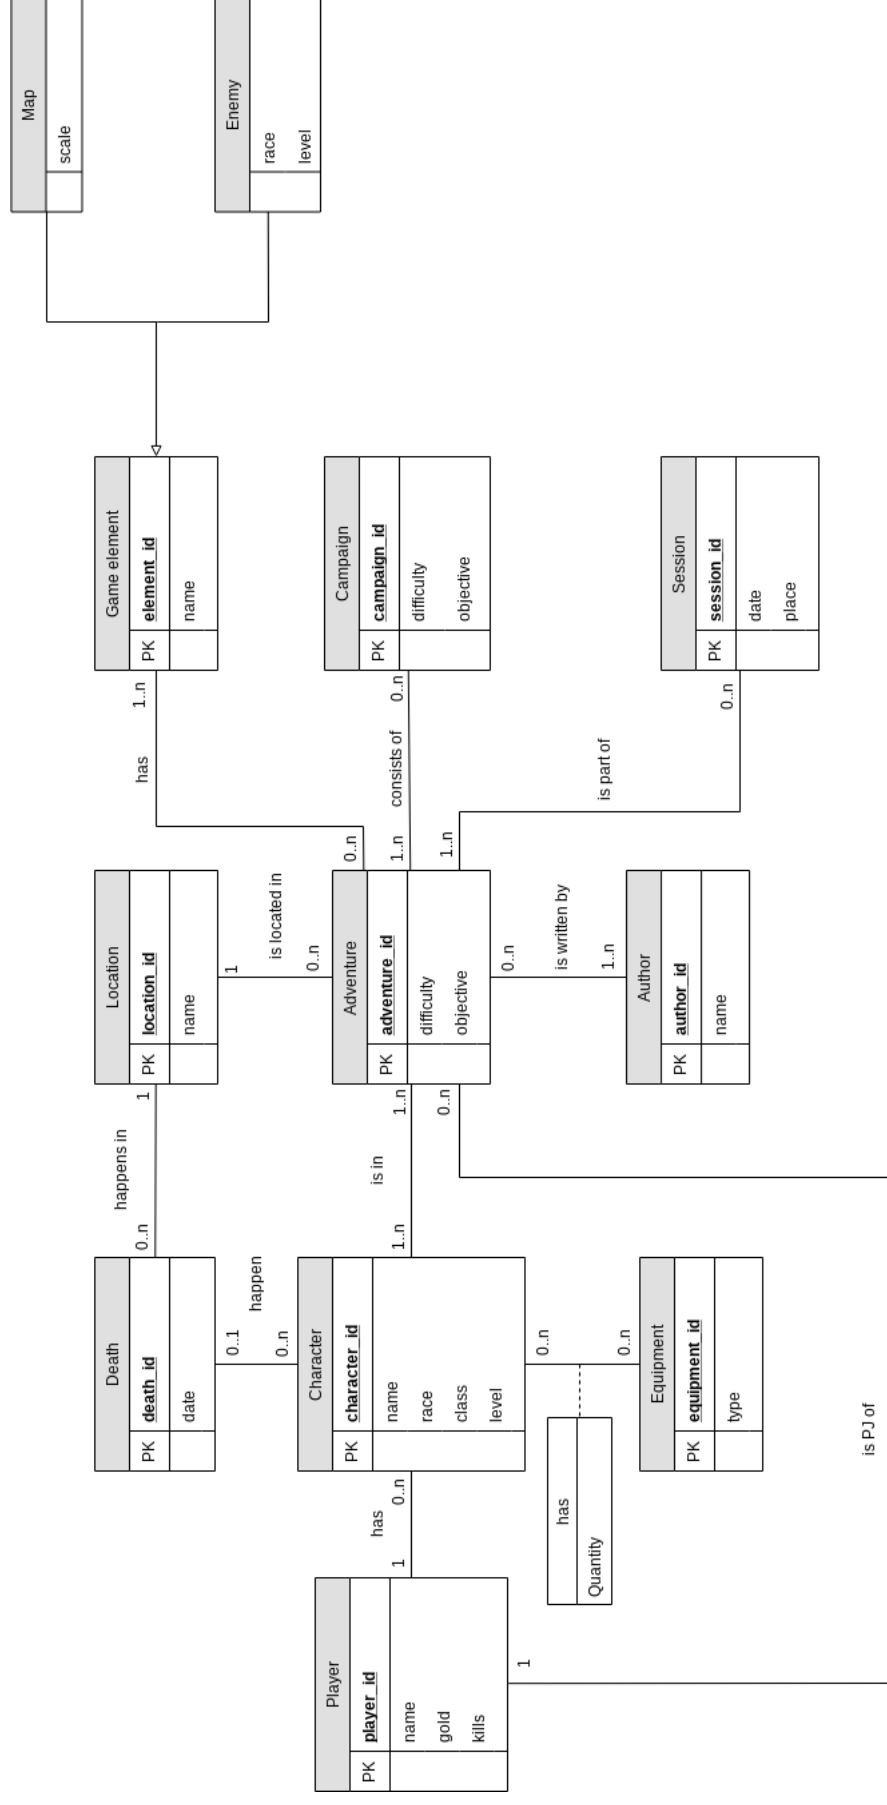 Map
scale
Enemy
race
level
Game element
PK element_id
name
1..n
has
0..n
Campaign
PK campaign_id
difficulty
objective
0..n
consists of
1..n
Session
PK session_id
date
place
0..n
is part of
1..n
Location
PK location_id
name
1
is located in
0..n
Adventure
PK adventure_id
difficulty
objective
0..n
is written by
1..n
Author
PK author_id
name
1
happens in
0..n
1..n
is in
1..n
0..n
Death
PK death_id
date
0..1
happen
0..n
Character
PK character_id
name
race
class
level
0..n
0..n
Equipment
PK equipment_id
type
has
Quantity
0..n
has
1
Player
PK player_id
name
gold
kills
1
is PJ of